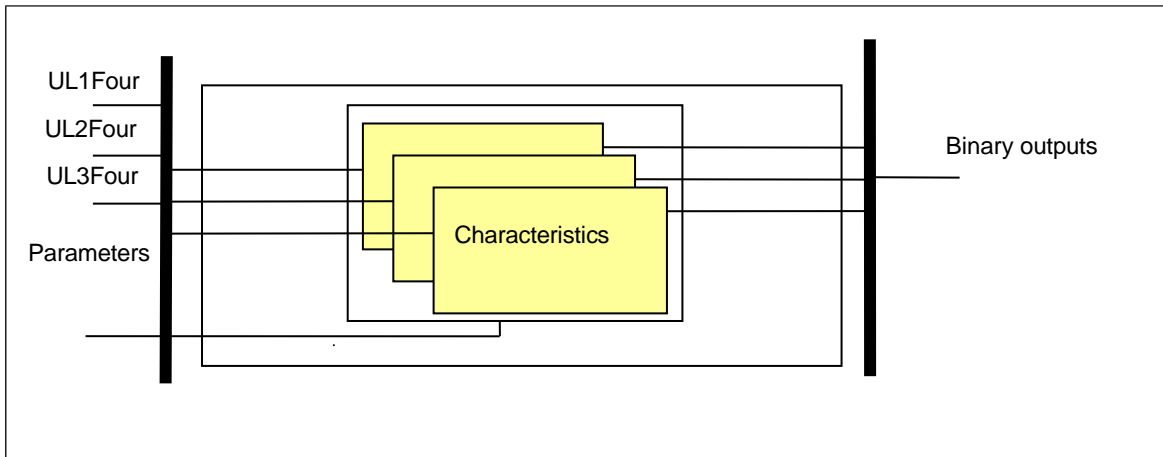 UL1Four
UL2Four
UL3Four
Parameters
Characteristics
Binary outputs